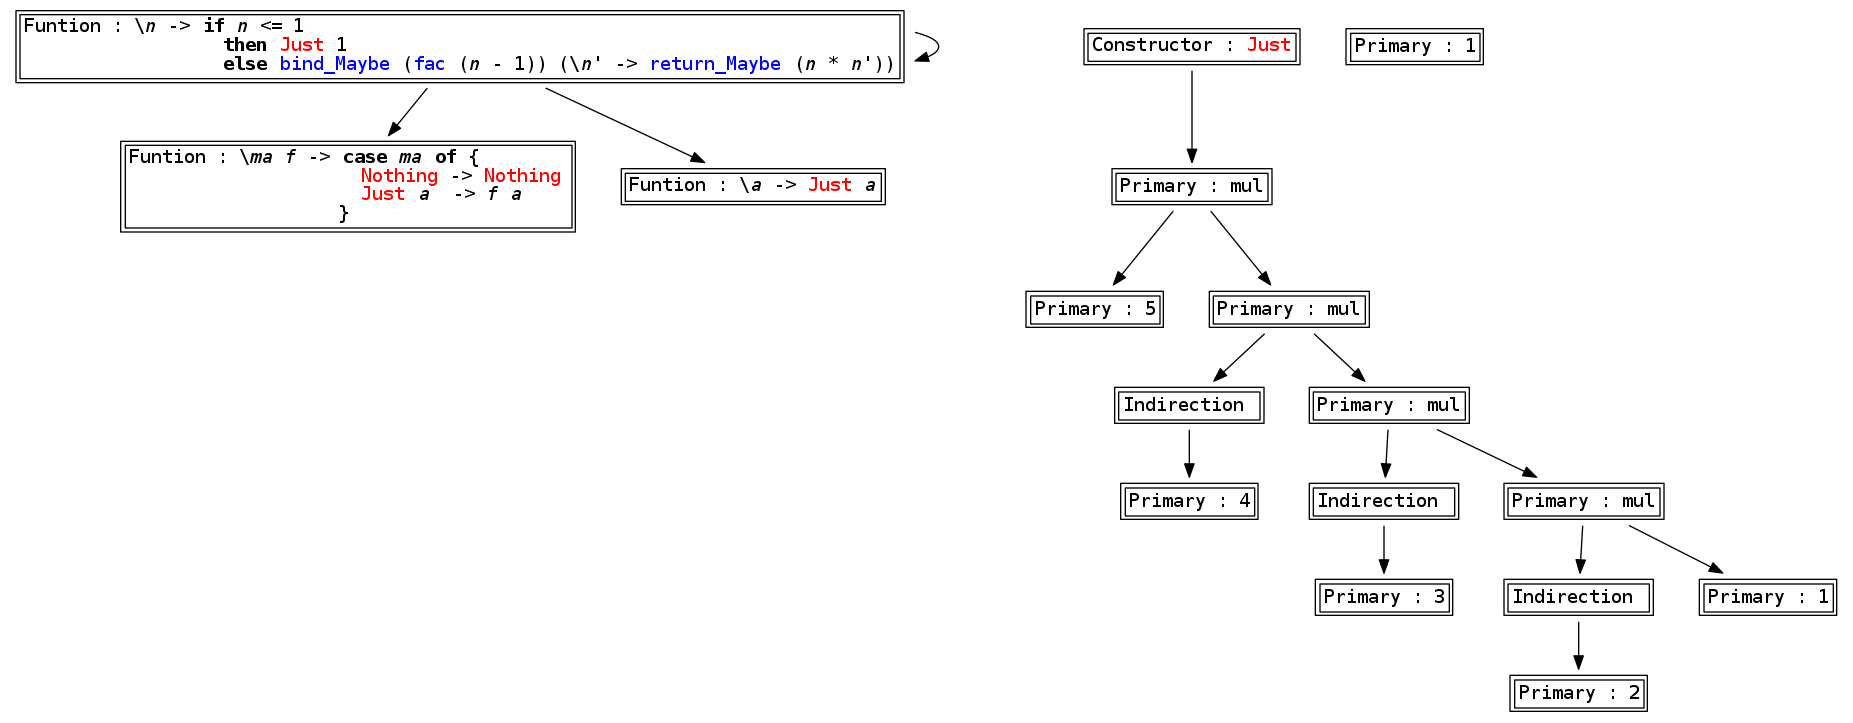 Funtion : \n -> if n <= 1
then Just 1
else bind_Maybe (fac (n - 1)) (\n' -> return_Maybe (n * n'))
Constructor : Just
Primary : 1
Funtion : \ma f -> case ma of {
Nothing -> Nothing
Just a  -> f a
}
Funtion : \a -> Just a
Primary : mul
Primary : 5
Primary : mul
Indirection
Primary : mul
Primary : 4
Indirection
Primary : mul
Primary : 3
Indirection
Primary : 1
Primary : 2